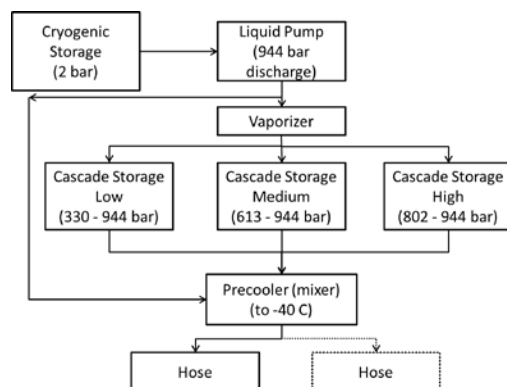 Cryogenic
Storage
(2 bar)
Liquid Pump
(944 bar
discharge)
Vaporizer
Cascade Storage
Low
(330 - 944 bar)
Cascade Storage
Medium
(613 - 944 bar)
Cascade Storage
High
(802 - 944 bar)
Precooler (mixer)
(to -40 C)
Hose
Hose